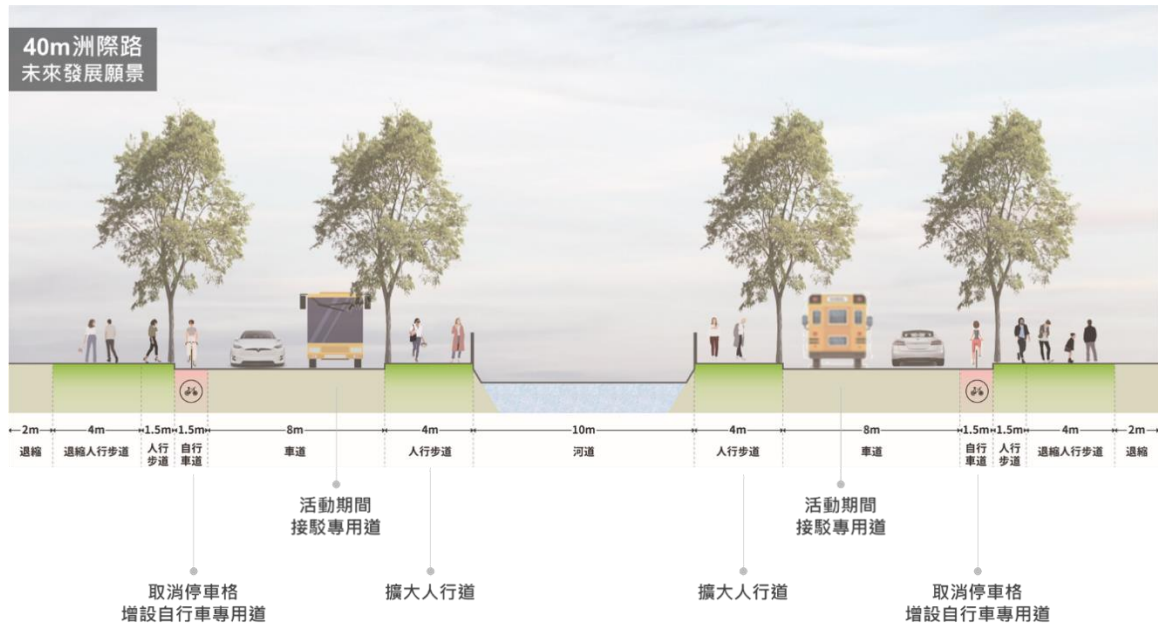 40m洲際路
未來發展願景
2m 4m 1.5m 1.5m 8m 4m 10m 4m 8m 1.5m 1.5m 4m 2m
退縮 退縮人行步道 人行步道 自行車道 車道 人行步道 河道 人行步道 車道 自行車道 人行步道 退縮人行步道 退縮
活動期間
接駁專用道
活動期間
接駁專用道
取消停車格
增設自行車專用道
擴大人行道
擴大人行道
取消停車格
增設自行車專用道